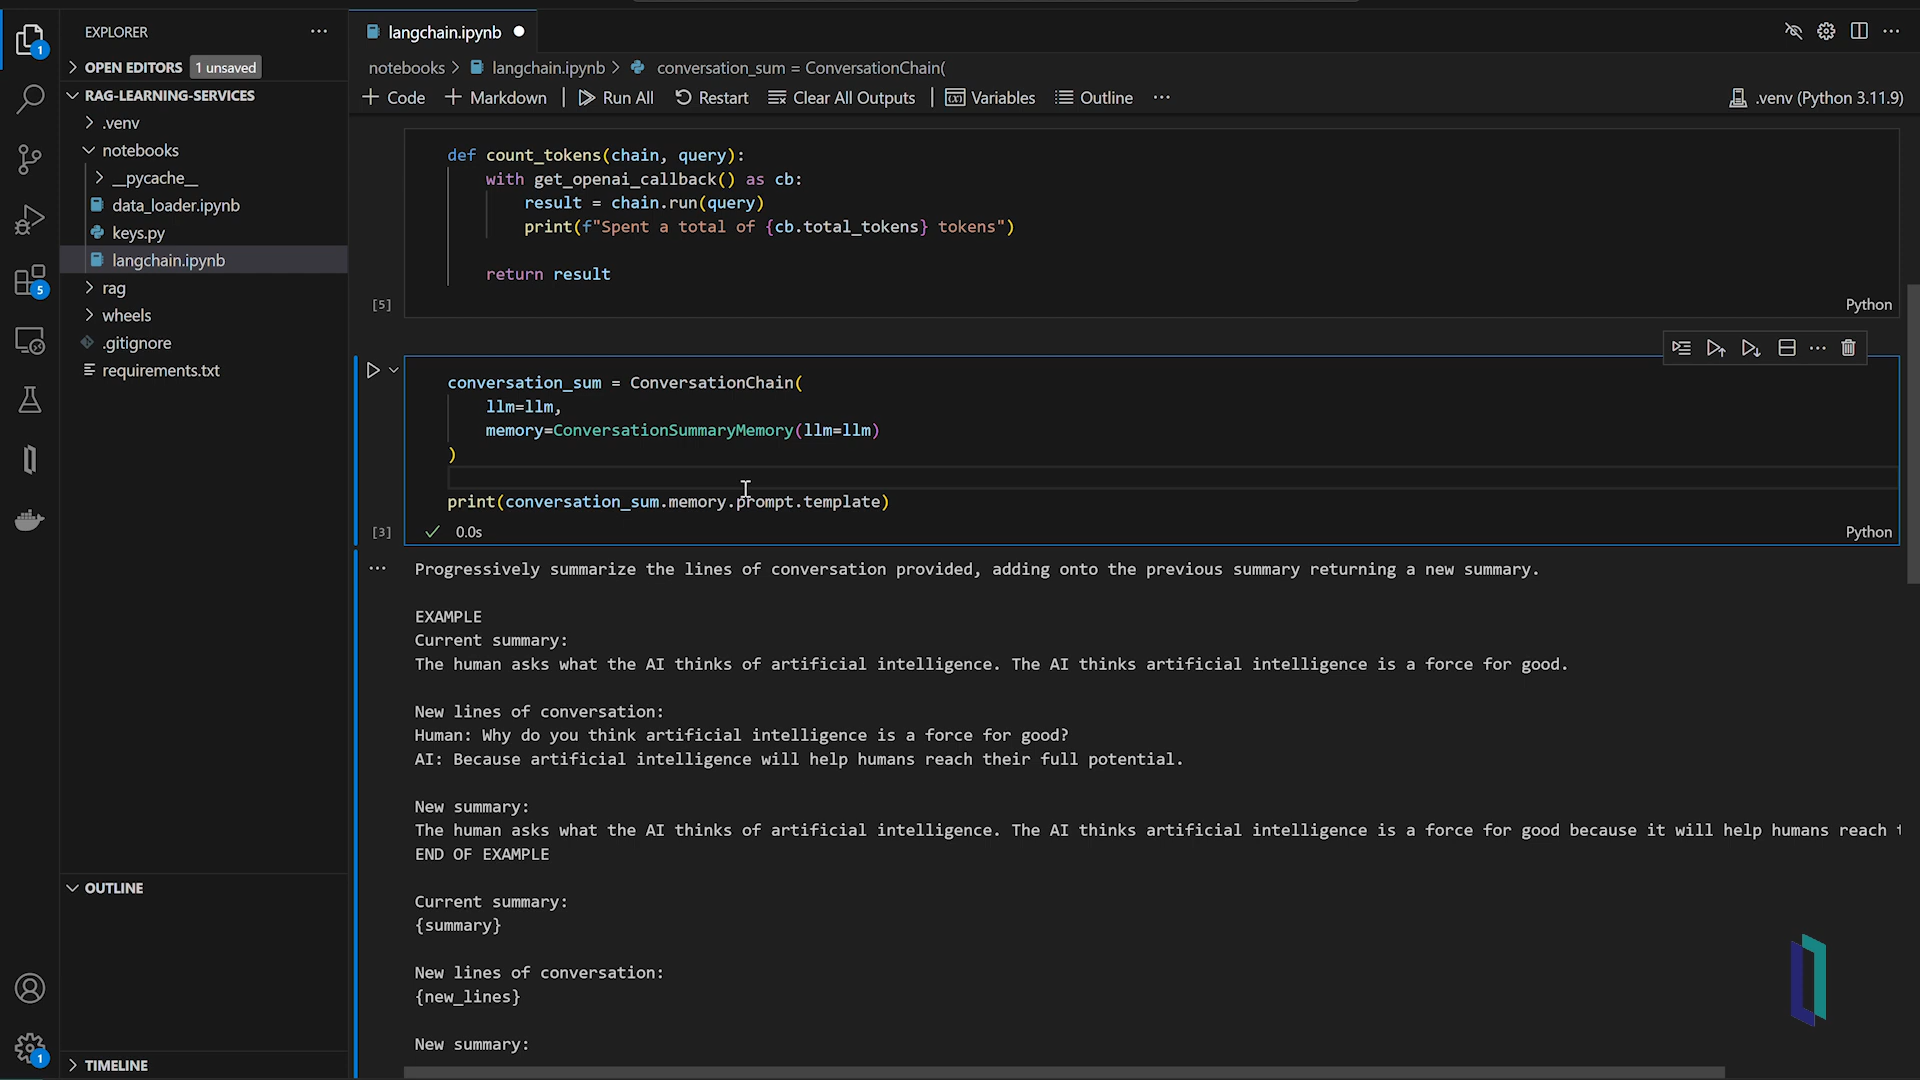 EXPLORER
langchain.ipynb
OPEN EDITORS 1 unsaved
RAG-LEARNING-SERVICES
.venv
notebooks
__pycache__
data_loader.ipynb
keys.py
langchain.ipynb
rag
wheels
.gitignore
requirements.txt
OUTLINE
TIMELINE
1
5
1
notebooks > langchain.ipynb > conversation_sum = ConversationChain(
+ Code + Markdown | Run All Restart Clear All Outputs | Variables Outline ... .venv (Python 3.11.9)
def count_tokens(chain, query):
    with get_openai_callback() as cb:
        result = chain.run(query)
        print(f"Spent a total of {cb.total_tokens} tokens")
    return result
[5] Python
conversation_sum = ConversationChain(
    llm=llm,
    memory=ConversationSummaryMemory(llm=llm)
)
print(conversation_sum.memory.prompt.template)
[3] 0.0s Python
Progressively summarize the lines of conversation provided, adding onto the previous summary returning a new summary.
EXAMPLE
Current summary:
The human asks what the AI thinks of artificial intelligence. The AI thinks artificial intelligence is a force for good.
New lines of conversation:
Human: Why do you think artificial intelligence is a force for good?
AI: Because artificial intelligence will help humans reach their full potential.
New summary:
The human asks what the AI thinks of artificial intelligence. The AI thinks artificial intelligence is a force for good because it will help humans reach
END OF EXAMPLE
Current summary:
{summary}
New lines of conversation:
{new_lines}
New summary: